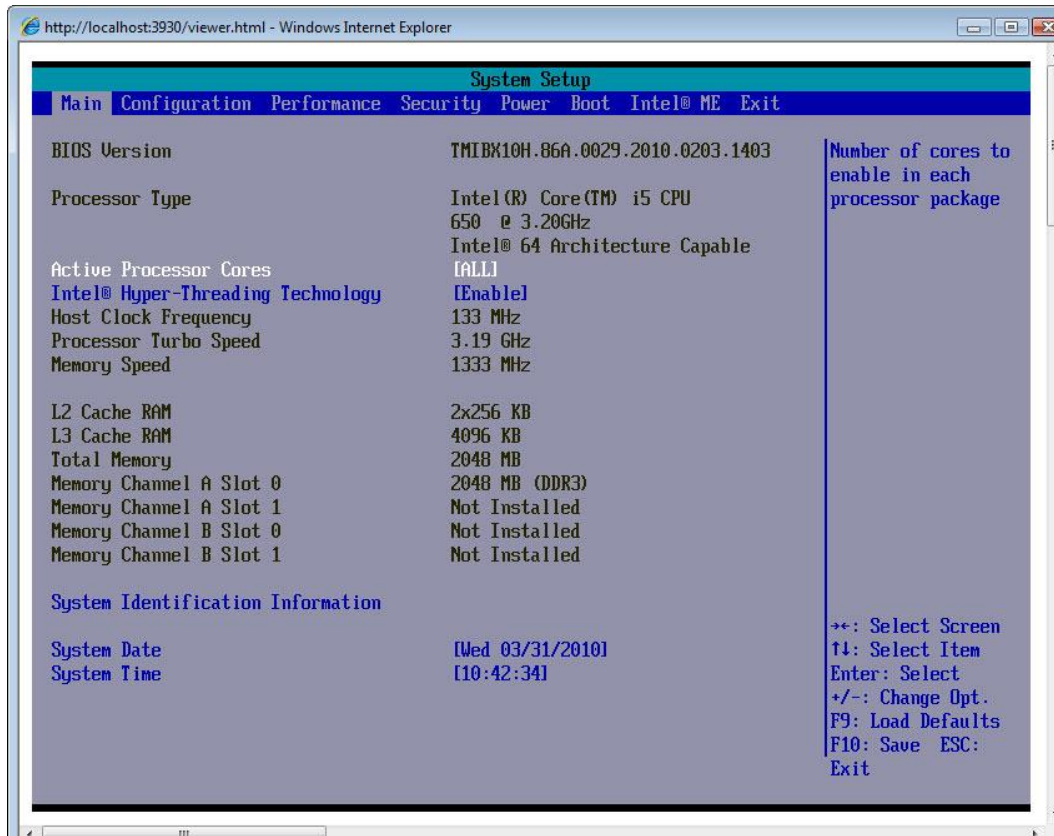 http://localhost:3930/viewer.html - Windows Internet Explorer
System Setup
Main Configuration Performance Security Power Boot Intel® ME Exit
BIOS Version TMIBX10H.86A.0029.2010.0203.1403
Processor Type Intel(R) Core(TM) i5 CPU
650 @ 3.20GHz
Intel® 64 Architecture Capable
Active Processor Cores [ALL]
Intel® Hyper-Threading Technology [Enable]
Host Clock Frequency 133 MHz
Processor Turbo Speed 3.19 GHz
Memory Speed 1333 MHz
L2 Cache RAM 2x256 KB
L3 Cache RAM 4096 KB
Total Memory 2048 MB
Memory Channel A Slot 0 2048 MB (DDR3)
Memory Channel A Slot 1 Not Installed
Memory Channel B Slot 0 Not Installed
Memory Channel B Slot 1 Not Installed
System Identification Information
System Date [Wed 03/31/2010]
System Time [10:42:34]
Number of cores to
enable in each
processor package
→←: Select Screen
↑↓: Select Item
Enter: Select
+/-: Change Opt.
F9: Load Defaults
F10: Save ESC:
Exit